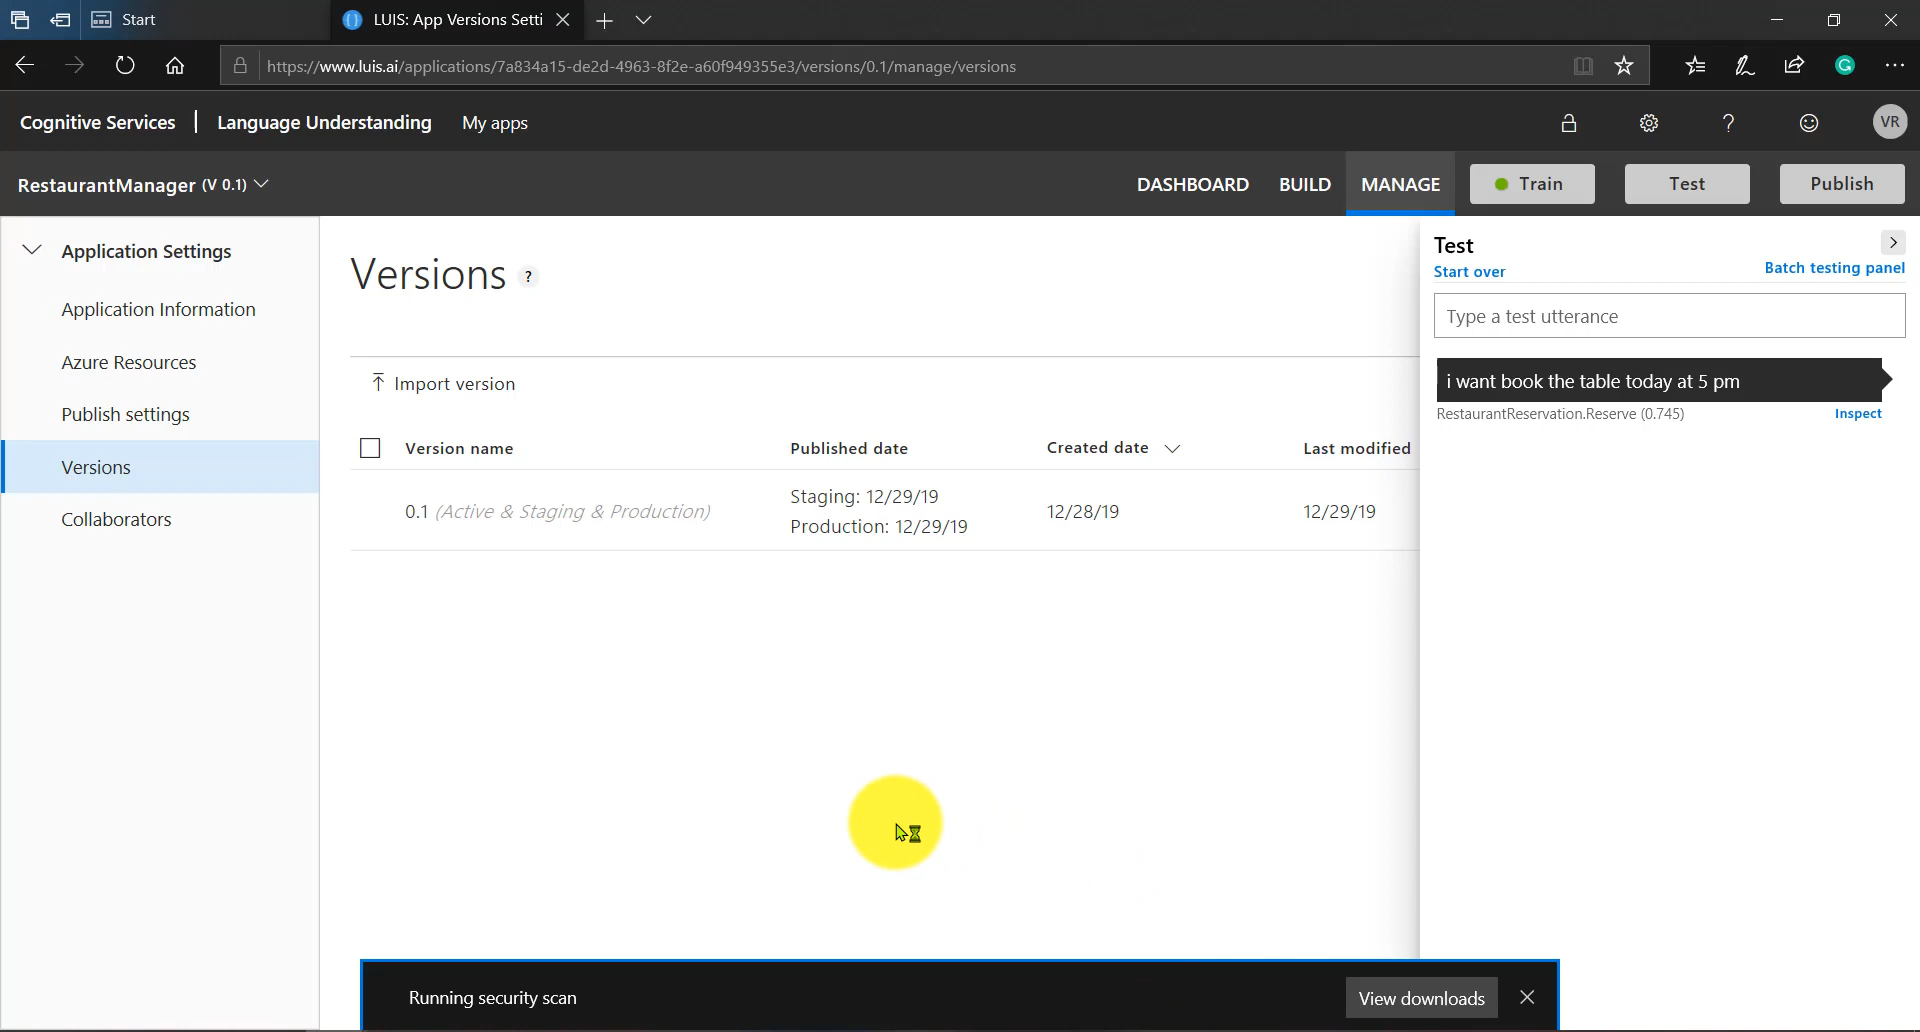 Start
LUIS: App Versions Setti
https://www.luis.ai/applications/7a834a15-de2d-4963-8f2e-a60f949355e3/versions/0.1/manage/versions
G
Cognitive Services | Language Understanding My apps
?
VR
RestaurantManager (V 0.1)
DASHBOARD BUILD MANAGE Train Test Publish
Application Settings
Application Information
Azure Resources
Publish settings
Versions
Collaborators
Versions ?
Import version
Version name Published date Created date Last modified
0.1 (Active & Staging & Production) Staging: 12/29/19 12/28/19 12/29/19
Production: 12/29/19
Test
Start over Batch testing panel
Type a test utterance
i want book the table today at 5 pm
RestaurantReservation.Reserve (0.745) Inspect
Running security scan View downloads